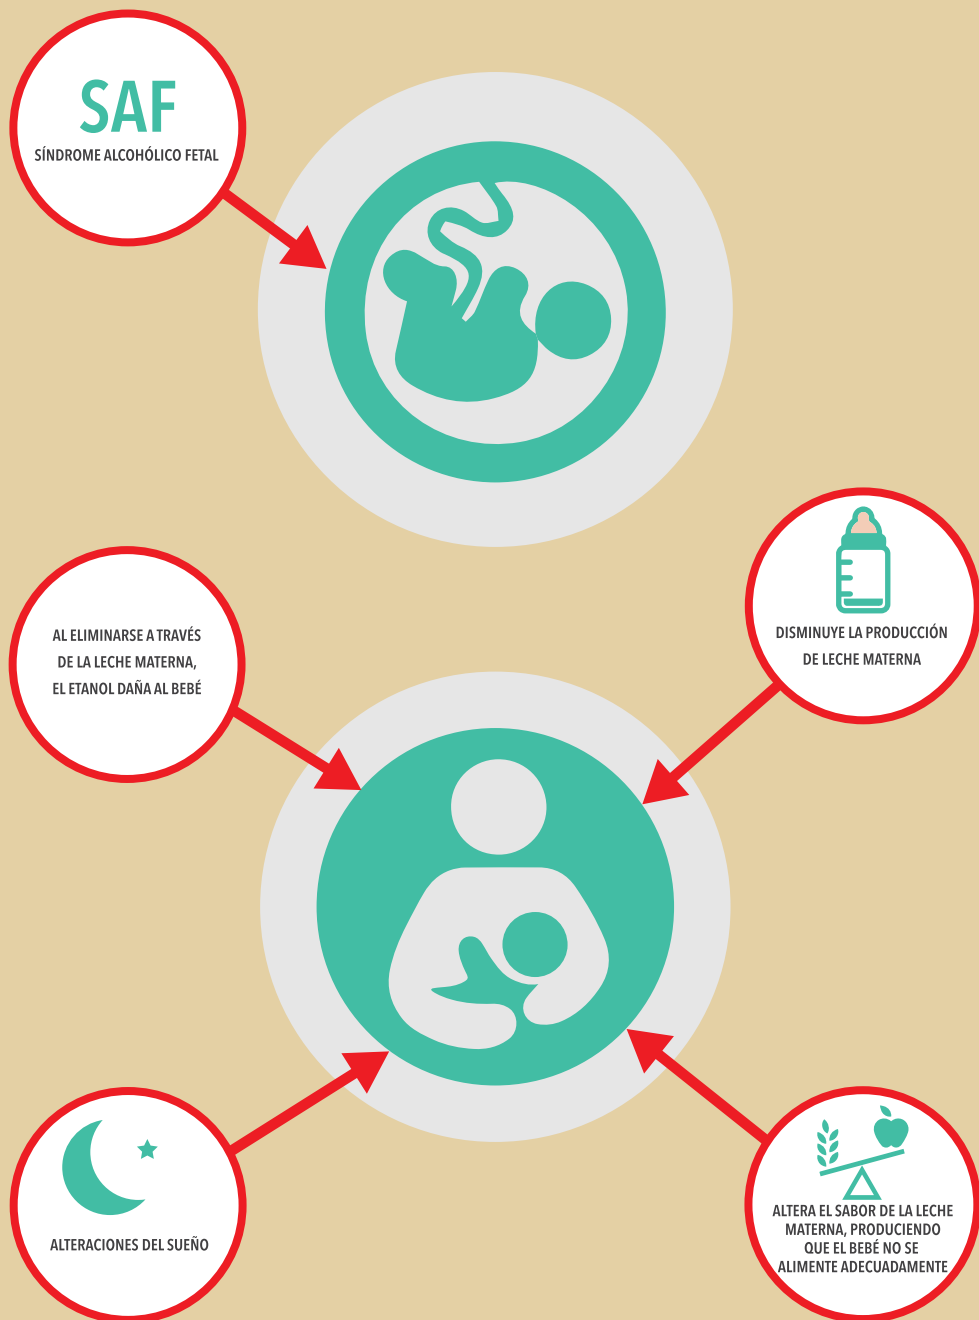 SAF
SÍNDROME ALCOHÓLICO FETAL
AL ELIMINARSE A TRAVÉS
DE LA LECHE MATERNA,
EL ETANOL DAÑA AL BEBÉ
DISMINUYE LA PRODUCCIÓN
DE LECHE MATERNA
ALTERACIONES DEL SUEÑO
ALTERA EL SABOR DE LA LECHE
MATERNA, PRODUCIENDO
QUE EL BEBÉ NO SE
ALIMENTE ADECUADAMENTE